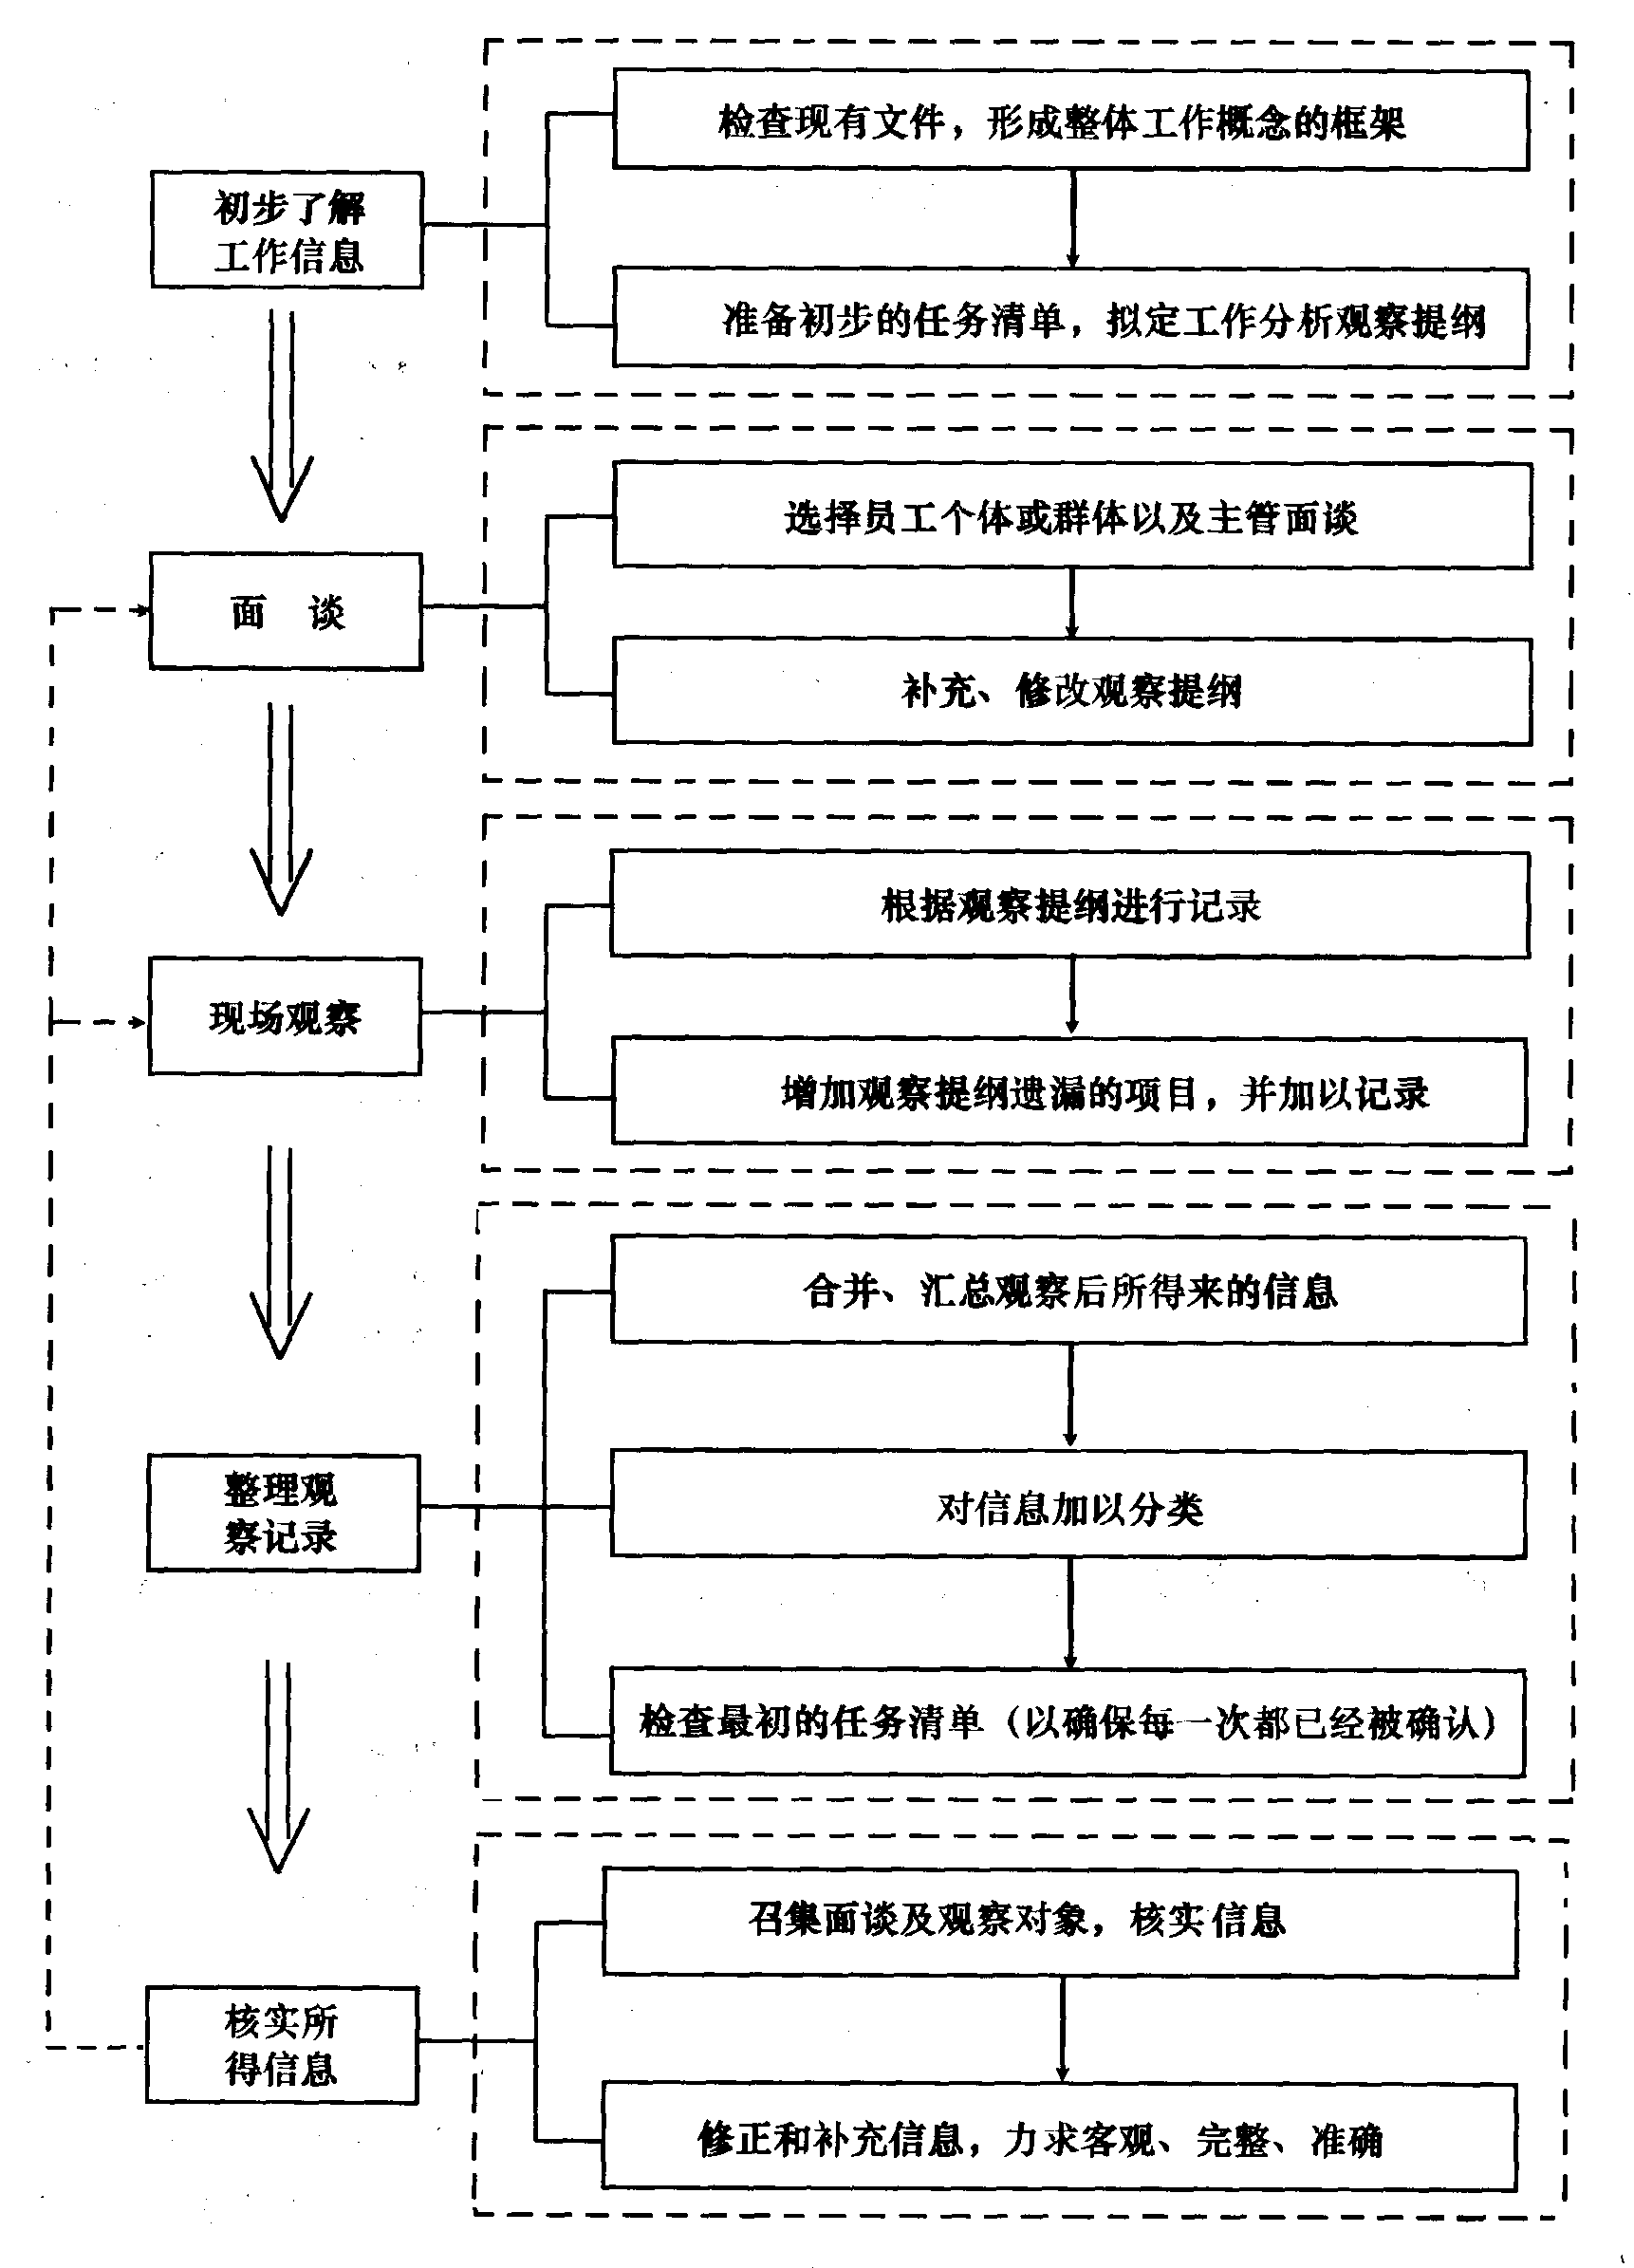 检查现有文件，形成整体工作概念的框架
初步了解
工作信息
准备初步的任务清单，拟定工作分析观察提纲
选择员工个体或群体以及主管面谈
面 谈
补充、修改观察提纲
根据观察提纲进行记录
现场观察
增加观察提纲遗漏的项目，并加以记录
合并、汇总观察后所得来的信息
整理观
察记录
对信息加以分类
检查最初的任务清单（以确保每一次都已经被确认）
召集面谈及观察对象，核实信息
核实所
得信息
修正和补充信息，力求客观、完整、准确